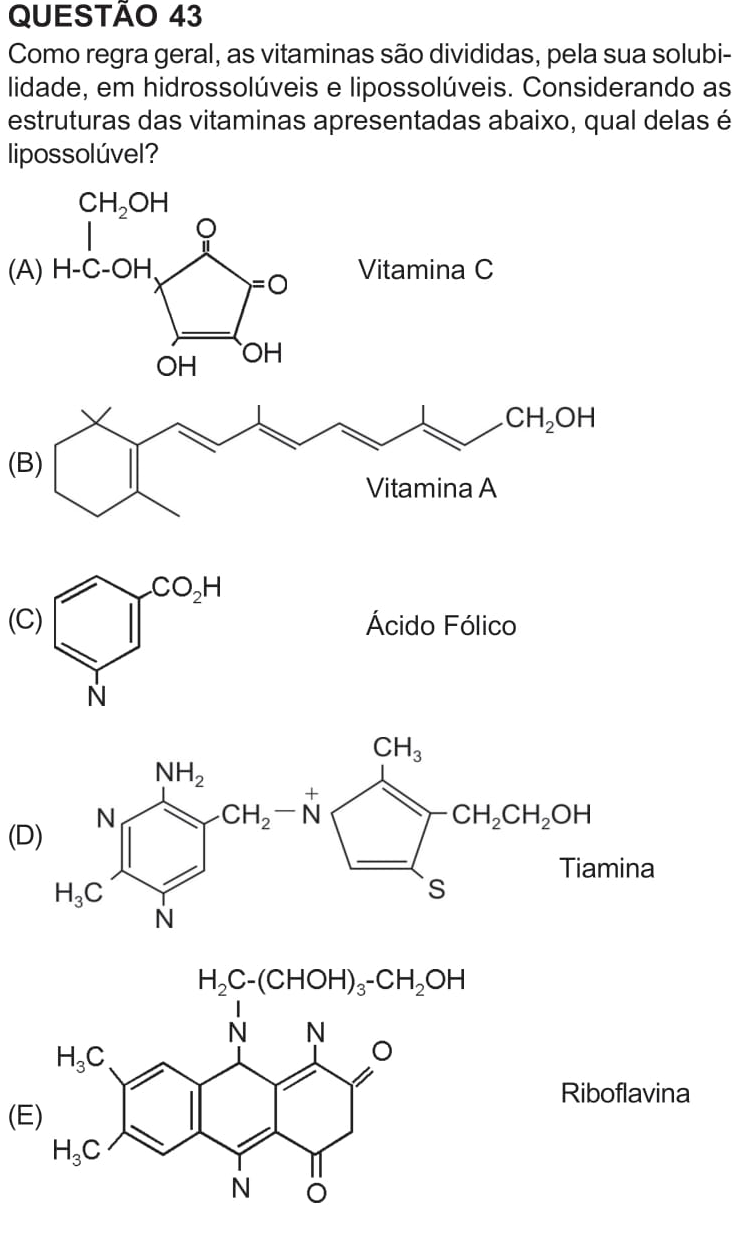 QUESTÃO 43
Como regra geral, as vitaminas são divididas, pela sua solubi-
lidade, em hidrossolúveis e lipossolúveis. Considerando as
estruturas das vitaminas apresentadas abaixo, qual delas é
lipossolúvel?
CH₂OH
O
(A) H-C-OH =O Vitamina C
OH OH
CH₂OH
(B)
Vitamina A
CO₂H
(C) Ácido Fólico
N
CH₃
NH₂
N CH₂—N⁺ CH₂CH₂OH
(D)
Tiamina
H₃C S
N
H₂C-(CHOH)₃-CH₂OH
N N
H₃C O
Riboflavina
(E)
H₃C
N O